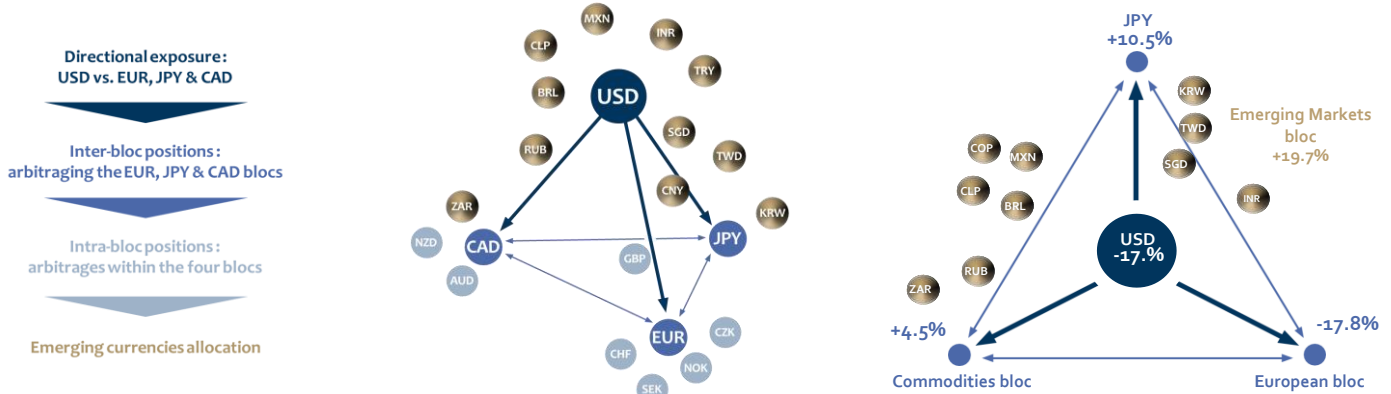 Directional exposure :
USD vs. EUR, JPY & CAD
Inter-bloc positions :
arbitraging the EUR, JPY & CAD blocs
Intra-bloc positions :
arbitrages within the four blocs
Emerging currencies allocation
MXN
INR
CLP
TRY
BRL
USD
SGD
RUB
TWD
CNY
ZAR
KRW
NZD
CAD
JPY
GBP
AUD
EUR
CZK
CHF
NOK
SEK
JPY
+10.5%
KRW
Emerging Markets
bloc
+19.7%
TWD
COP
MXN
SGD
CLP
BRL
INR
USD
-17.%
RUB
ZAR
+4.5%
-17.8%
Commodities bloc
European bloc